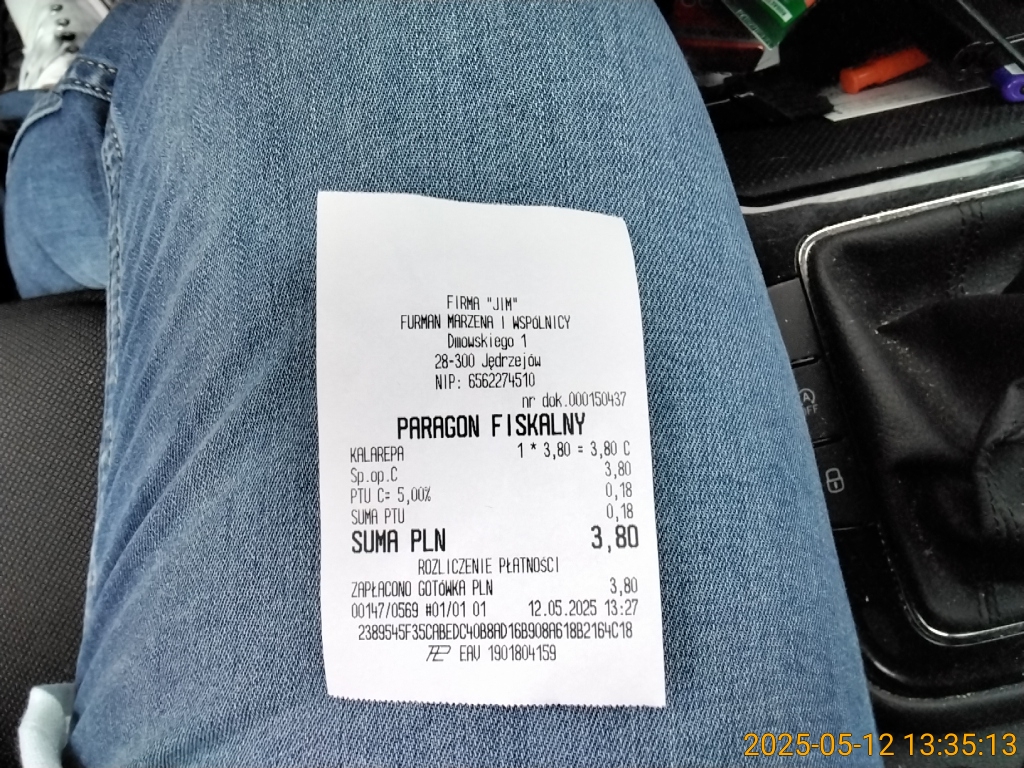 FIRMA "JIM"
FURMAN MARZENA I WSPÓLNICY
Dmowskiego 1
28-300 Jędrzejów
NIP: 6562274510
nr dok.000150437
PARAGON FISKALNY
KALAREPA 1 * 3,80 = 3,80 C
Sp.op.C 3,80
PTU C= 5,00% 0,18
SUMA PTU 0,18
SUMA PLN 3,80
ROZLICZENIE PŁATNOŚCI
ZAPŁACONO GOTÓWKA PLN 3,80
00147/0569 #01/01 01 12.05.2025 13:27
2389545F35CABEDC40B8AD16B908A618B2164C18
EAU 1901804159
2025-05-12 13:35:13